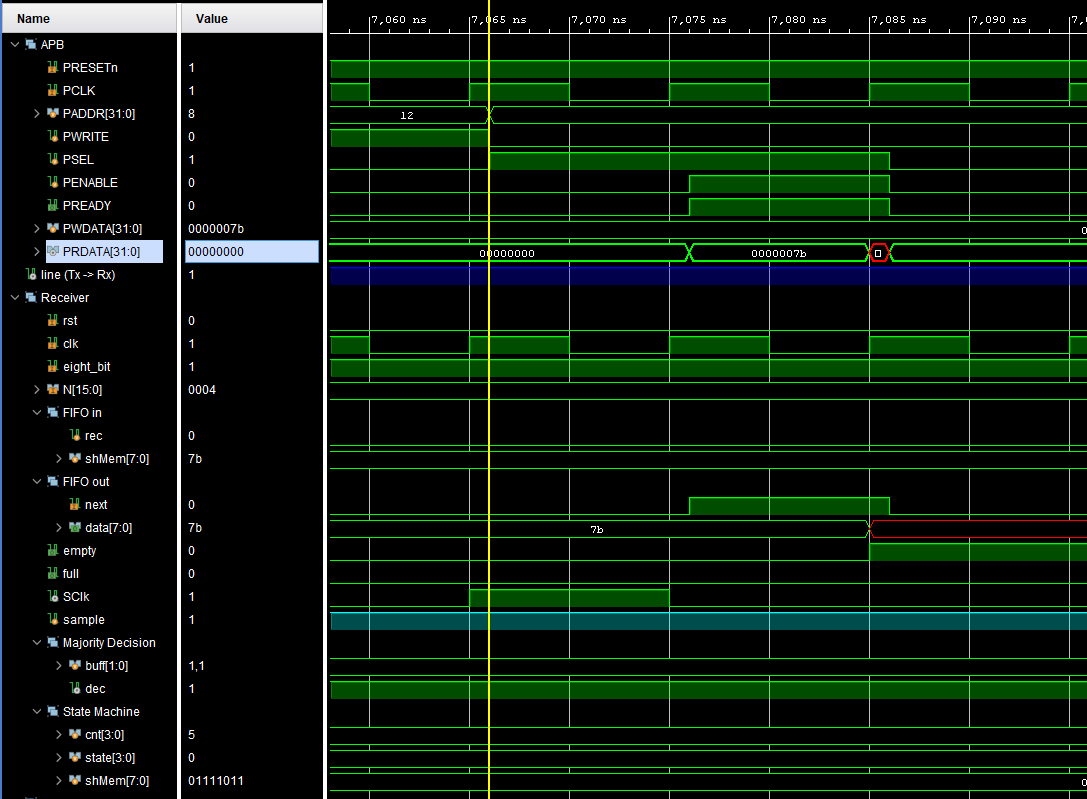 Name Value 7,060 ns 7,065 ns 7,070 ns 7,075 ns 7,080 ns 7,085 ns 7,090 ns
APB
PRESETn 1
PCLK 1
PADDR[31:0] 8 12
PWRITE 0
PSEL 1
PENABLE 0
PREADY 0
PWDATA[31:0] 0000007b
PRDATA[31:0] 00000000 00000000 0000007b
line (Tx -> Rx) 1
Receiver
rst 0
clk 1
eight_bit 1
N[15:0] 0004
FIFO in
rec 0
shMem[7:0] 7b
FIFO out
next 0
data[7:0] 7b 7b
empty 0
full 0
SClk 1
sample 1
Majority Decision
buff[1:0] 1,1
dec 1
State Machine
cnt[3:0] 5
state[3:0] 0
shMem[7:0] 01111011